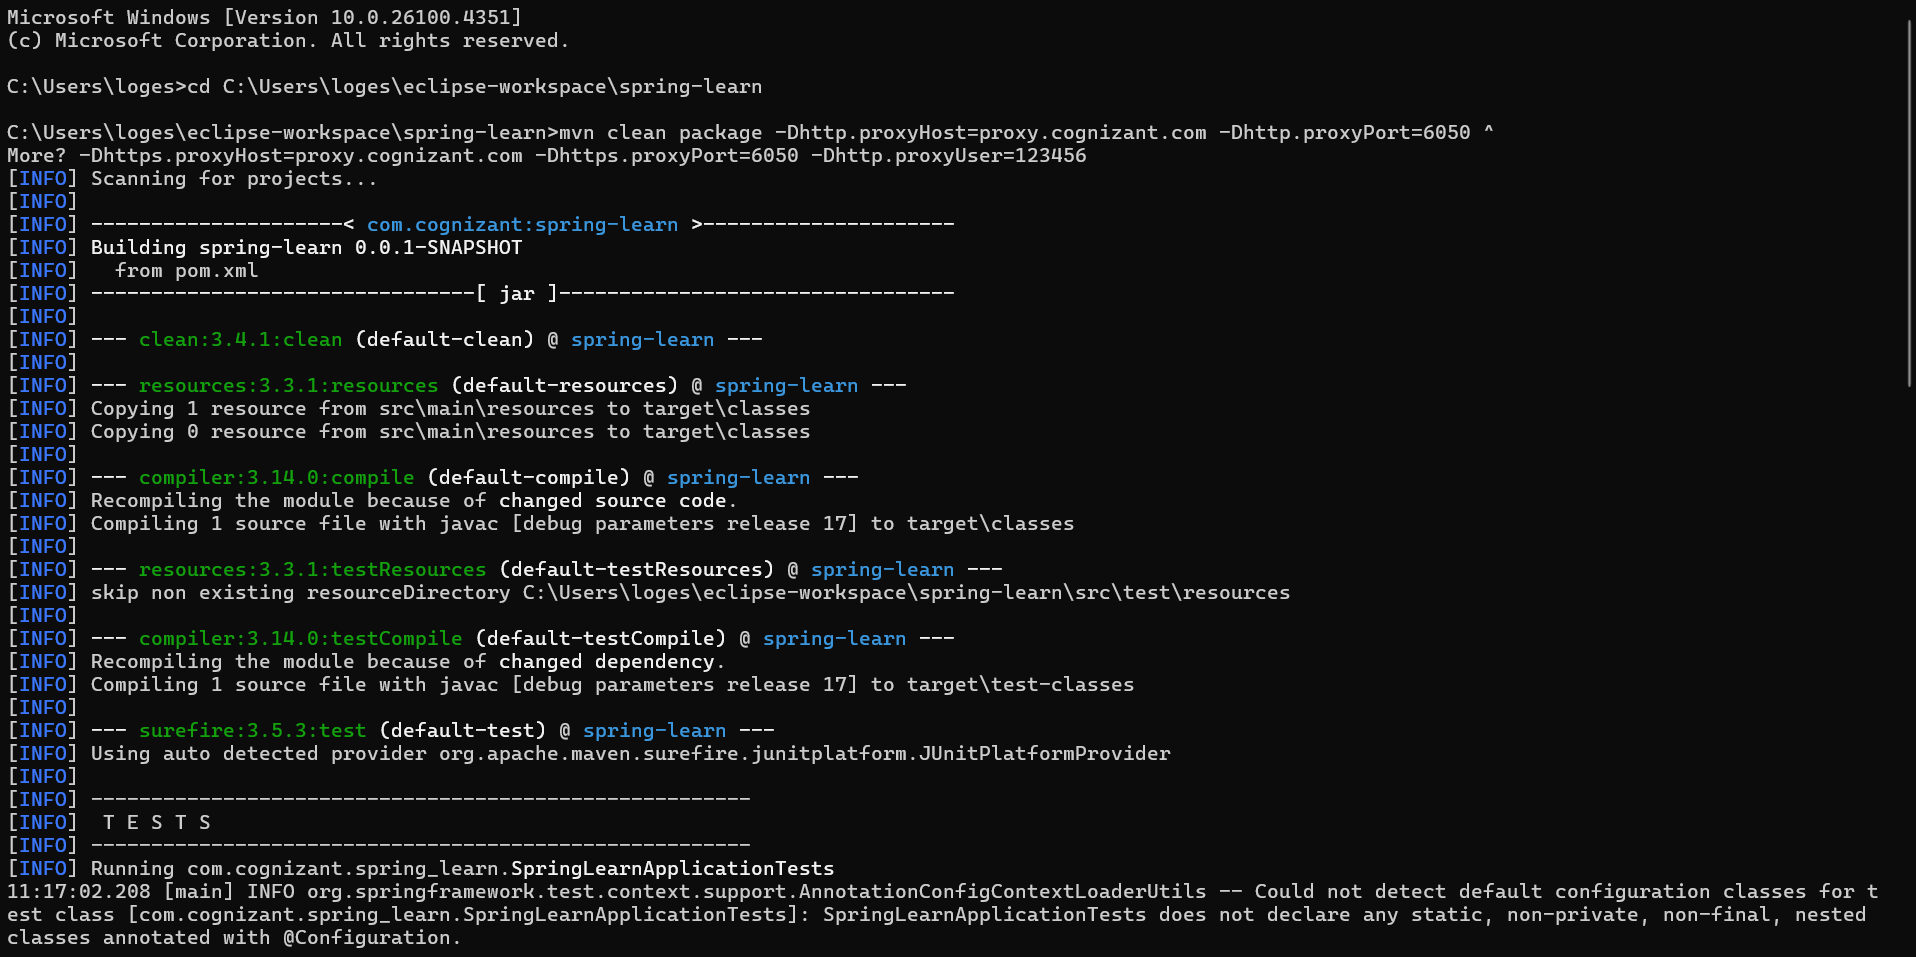 Microsoft Windows [Version 10.0.26100.4351]
(c) Microsoft Corporation. All rights reserved.
C:\Users\loges>cd C:\Users\loges\eclipse-workspace\spring-learn
C:\Users\loges\eclipse-workspace\spring-learn>mvn clean package -Dhttp.proxyHost=proxy.cognizant.com -Dhttp.proxyPort=6050 ^
More? -Dhttps.proxyHost=proxy.cognizant.com -Dhttps.proxyPort=6050 -Dhttp.proxyUser=123456
[INFO] Scanning for projects...
[INFO]
[INFO] ---------------------< com.cognizant:spring-learn >---------------------
[INFO] Building spring-learn 0.0.1-SNAPSHOT
[INFO]   from pom.xml
[INFO] --------------------------------[ jar ]---------------------------------
[INFO]
[INFO] --- clean:3.4.1:clean (default-clean) @ spring-learn ---
[INFO]
[INFO] --- resources:3.3.1:resources (default-resources) @ spring-learn ---
[INFO] Copying 1 resource from src\main\resources to target\classes
[INFO] Copying 0 resource from src\main\resources to target\classes
[INFO]
[INFO] --- compiler:3.14.0:compile (default-compile) @ spring-learn ---
[INFO] Recompiling the module because of changed source code.
[INFO] Compiling 1 source file with javac [debug parameters release 17] to target\classes
[INFO]
[INFO] --- resources:3.3.1:testResources (default-testResources) @ spring-learn ---
[INFO] skip non existing resourceDirectory C:\Users\loges\eclipse-workspace\spring-learn\src\test\resources
[INFO]
[INFO] --- compiler:3.14.0:testCompile (default-testCompile) @ spring-learn ---
[INFO] Recompiling the module because of changed dependency.
[INFO] Compiling 1 source file with javac [debug parameters release 17] to target\test-classes
[INFO]
[INFO] --- surefire:3.5.3:test (default-test) @ spring-learn ---
[INFO] Using auto detected provider org.apache.maven.surefire.junitplatform.JUnitPlatformProvider
[INFO]
[INFO] -------------------------------------------------------
[INFO]  T E S T S
[INFO] -------------------------------------------------------
[INFO] Running com.cognizant.spring_learn.SpringLearnApplicationTests
11:17:02.208 [main] INFO org.springframework.test.context.support.AnnotationConfigContextLoaderUtils -- Could not detect default configuration classes for t
est class [com.cognizant.spring_learn.SpringLearnApplicationTests]: SpringLearnApplicationTests does not declare any static, non-private, non-final, nested
classes annotated with @Configuration.